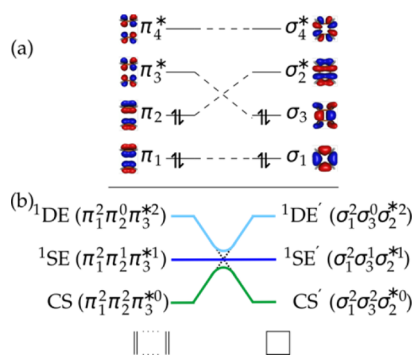 (a)
π₄* σ₄*
π₃* σ₂*
π₂ σ₃
π₁ σ₁
(b)
¹DE (π₁²π₂⁰π₃*²) ¹DE′ (σ₁²σ₃⁰σ₂*²)
¹SE (π₁²π₂¹π₃*¹) ¹SE′ (σ₁²σ₃¹σ₂*¹)
CS (π₁²π₂²π₃*⁰) CS′ (σ₁²σ₃²σ₂*⁰)